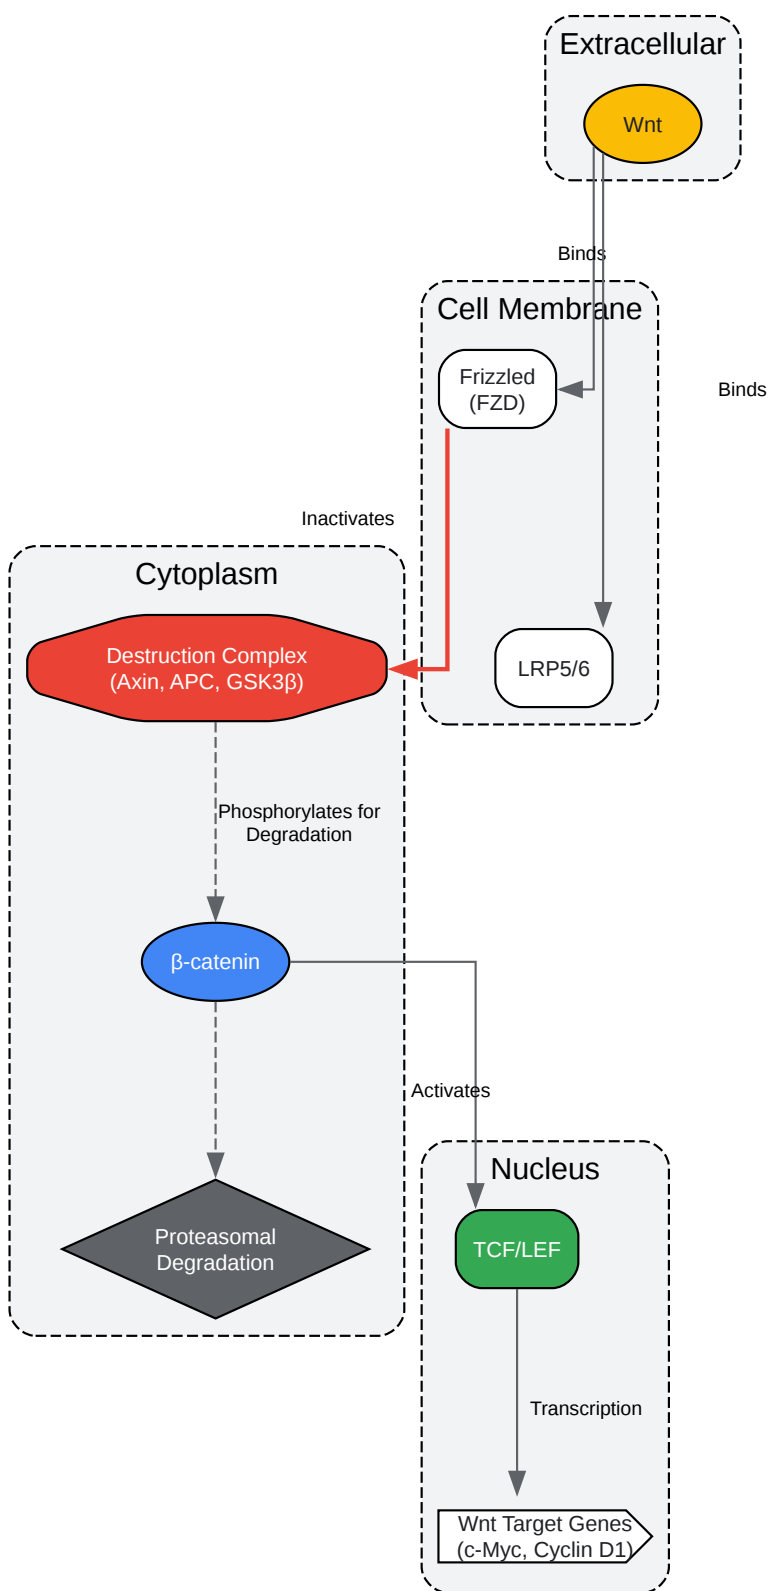 Extracellular
Wnt
Binds
Cell Membrane
Frizzled
(FZD)
Binds
Inactivates
Cytoplasm
Destruction Complex
(Axin, APC, GSK3β)
LRP5/6
Phosphorylates for
Degradation
β-catenin
Activates
Nucleus
Proteasomal
Degradation
TCF/LEF
Transcription
Wnt Target Genes
(c-Myc, Cyclin D1)